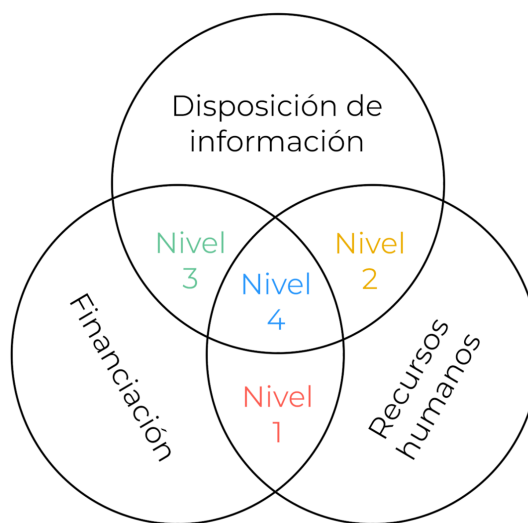 Disposición de
información
Nivel
3
Nivel
2
Nivel
4
Financiación
Recursos
humanos
Nivel
1